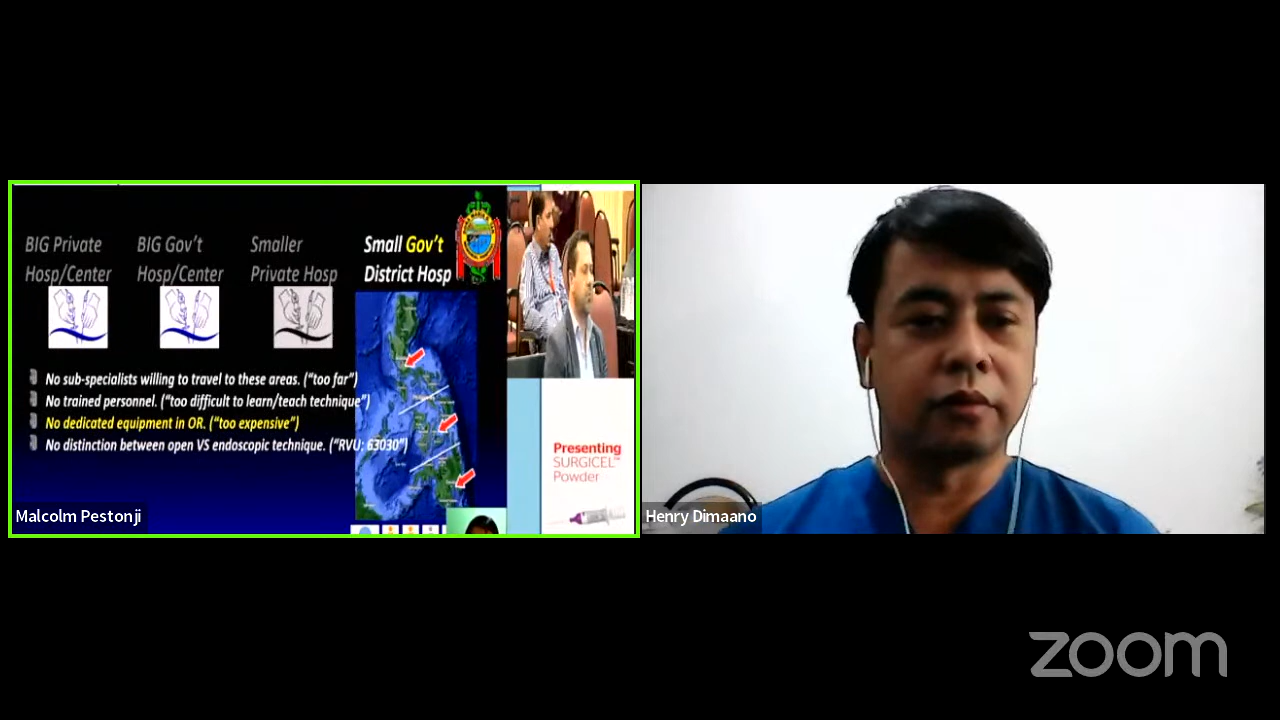 BIG Private
Hosp/Center
BIG Gov't
Hosp/Center
Smaller
Private Hosp
Small Gov't
District Hosp
No sub-specialists willing to travel to these areas. ("too far")
No trained personnel. ("too difficult to learn/teach technique")
No dedicated equipment in OR. ("too expensive")
No distinction between open VS endoscopic technique. ("RVU: 63030")
Presenting
SURGICEL™
Powder
Malcolm Pestonji
Henry Dimaano
zoom